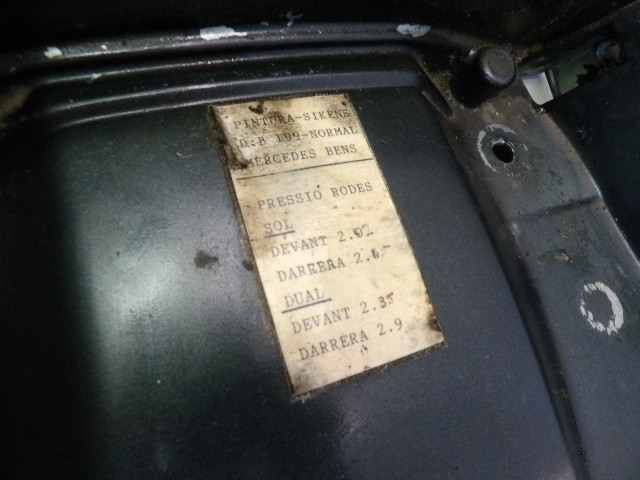 PINTURA-SIKENS
D.B 199-NORMAL
MERCEDES BENS
PRESSIÓ RODES
SOL
DEVANT 2.02
DARRERA 2.6
DUAL
DEVANT 2.35
DARRERA 2.9